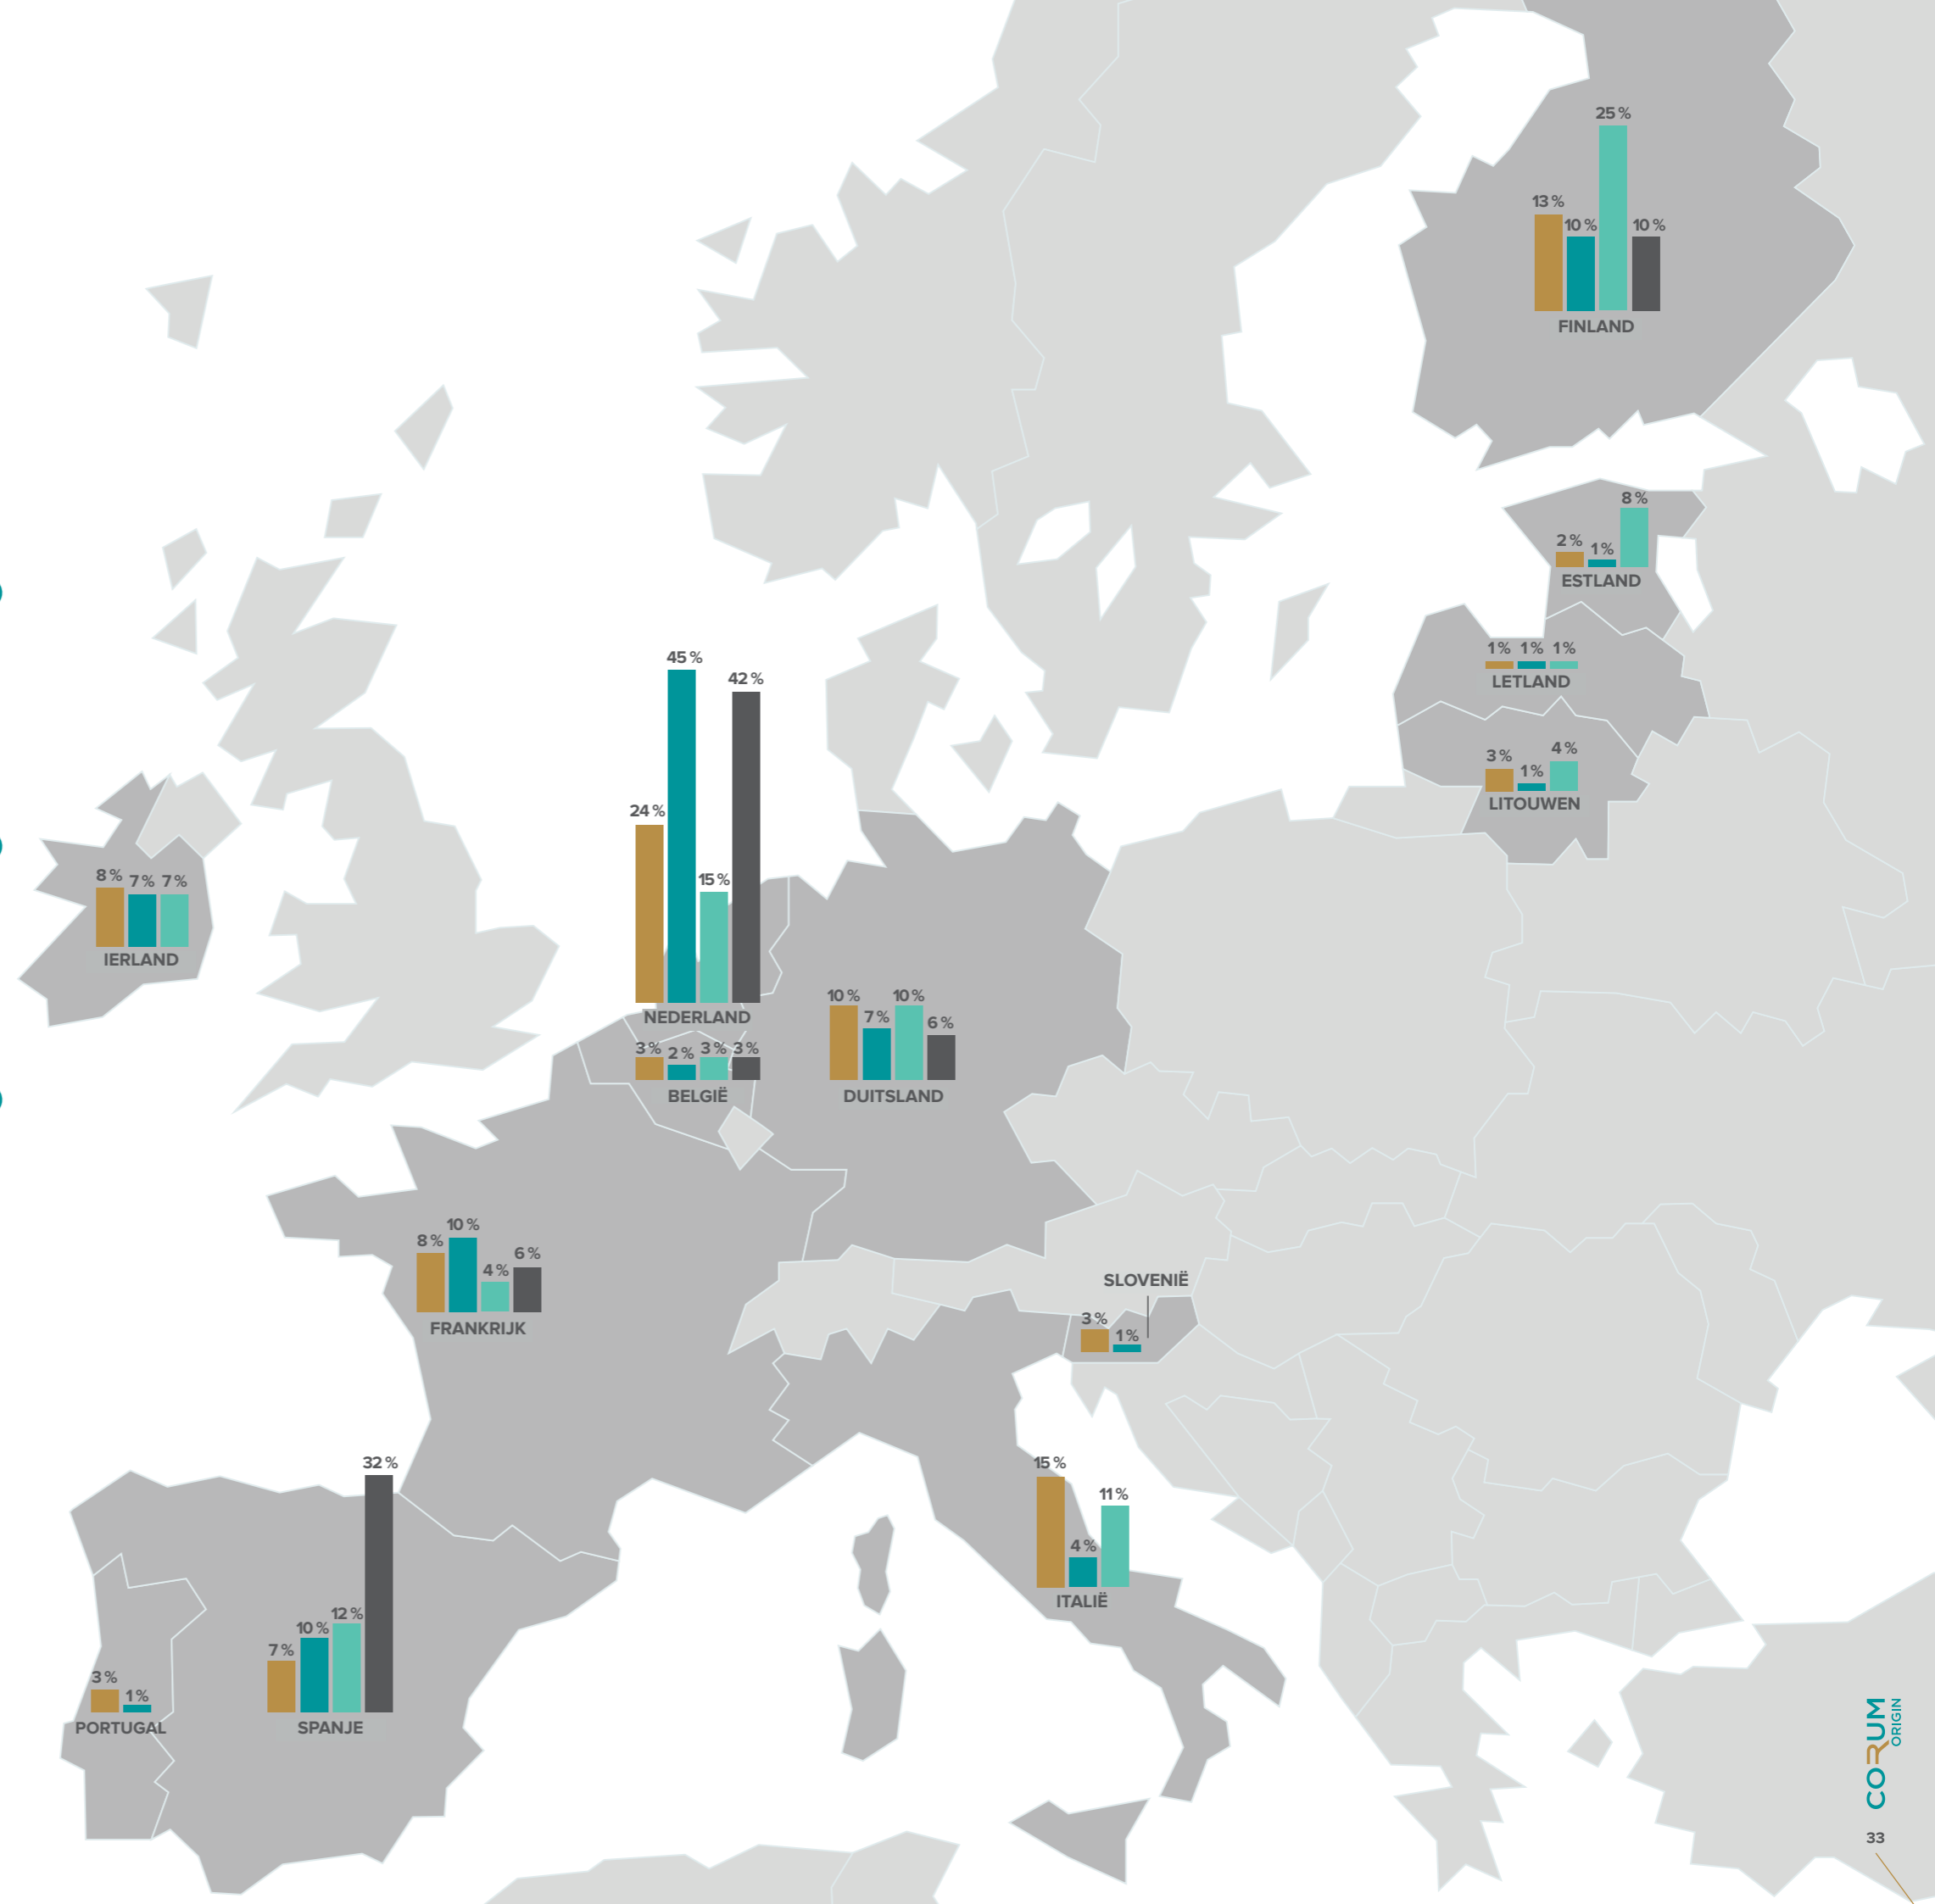 25 %
13 %
10 %
10 %
FINLAND
8 %
2 %
1 %
ESTLAND
1 % 1 % 1 %
LETLAND
3 %
1 %
4 %
LITOUWEN
45 %
42 %
24 %
15 %
NEDERLAND
8 % 7 % 7 %
IERLAND
10 %
7 %
10 %
6 %
DUITSLAND
3 % 2 % 3 % 3 %
BELGIË
8 %
10 %
4 %
6 %
FRANKRIJK
SLOVENIË
3 %
1 %
15 %
4 %
11 %
ITALIË
32 %
7 %
10 %
12 %
SPANJE
3 %
1 %
PORTUGAL
CORUM
ORIGIN
33